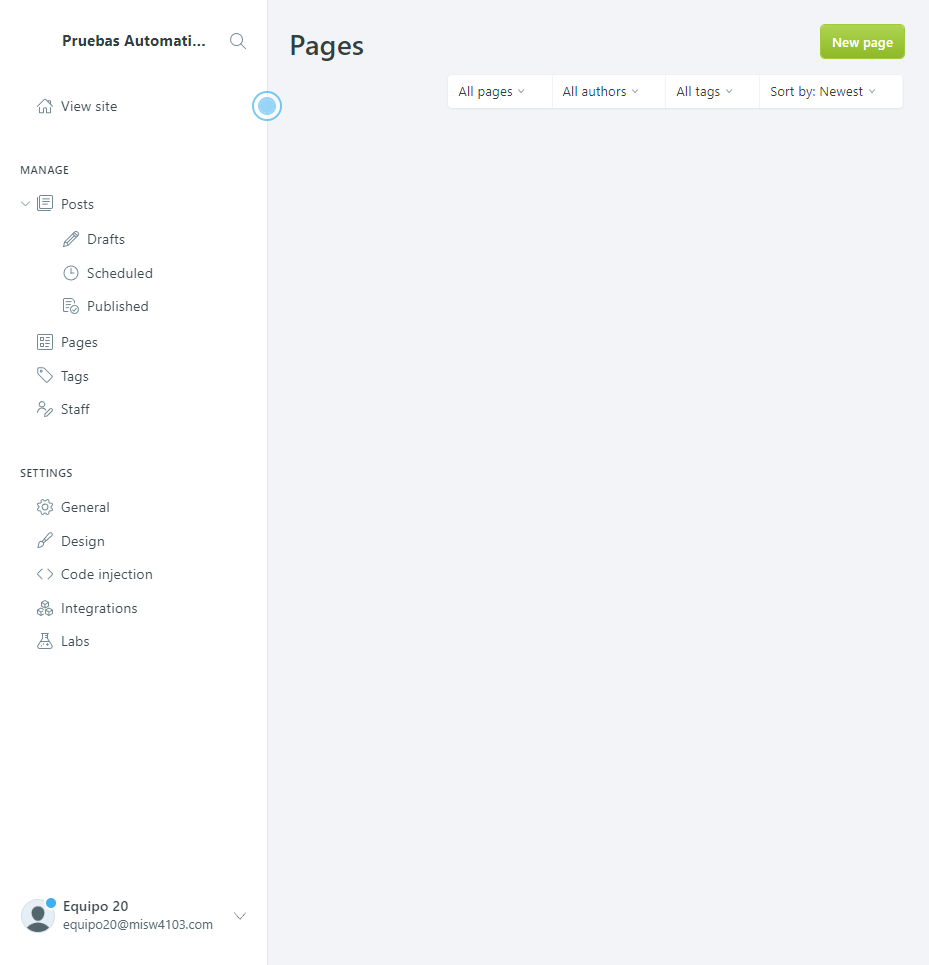 Pruebas Automati...
View site
MANAGE
Posts
Drafts
Scheduled
Published
Pages
Tags
Staff
SETTINGS
General
Design
Code injection
Integrations
Labs
Equipo 20
equipo20@misw4103.com
Pages
New page
All pages
All authors
All tags
Sort by: Newest